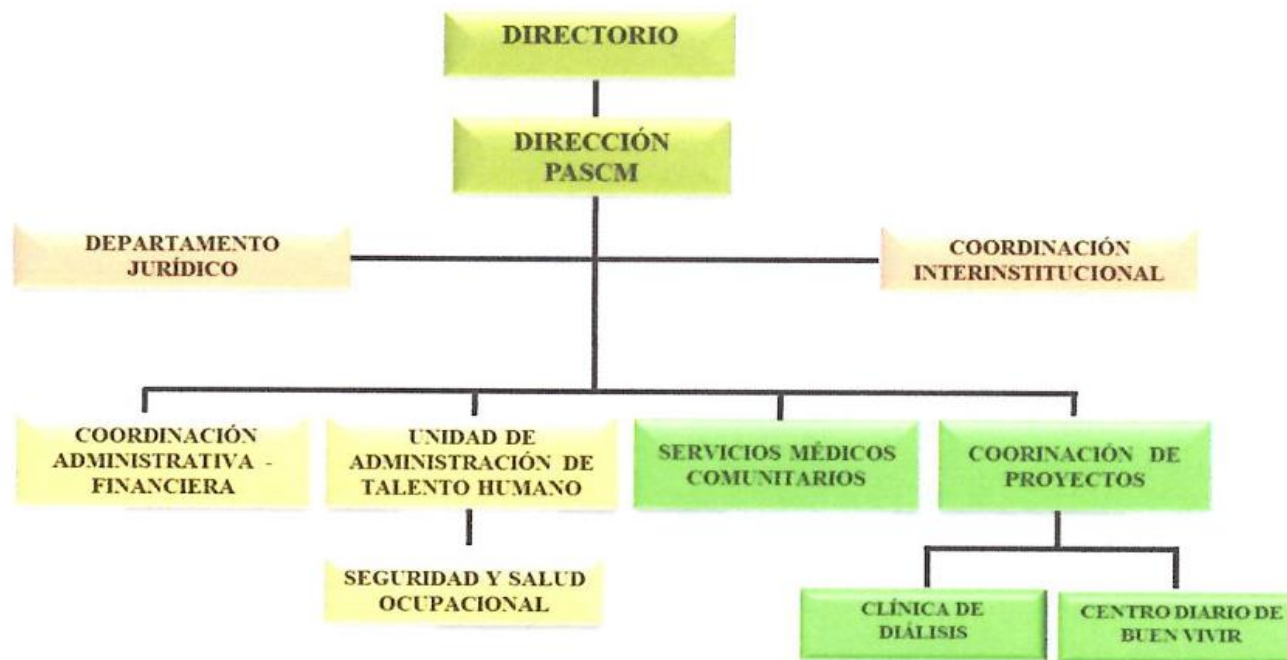 DIRECTORIO
DIRECCIÓN
PASCM
DEPARTAMENTO
JURÍDICO
COORDINACIÓN
INTERINSTITUCIONAL
COORDINACIÓN
ADMINISTRATIVA -
FINANCIERA
UNIDAD DE
ADMINISTRACIÓN DE
TALENTO HUMANO
SERVICIOS MÉDICOS
COMUNITARIOS
COORINACIÓN DE
PROYECTOS
SEGURIDAD Y SALUD
OCUPACIONAL
CLÍNICA DE
DIÁLISIS
CENTRO DIARIO DE
BUEN VIVIR